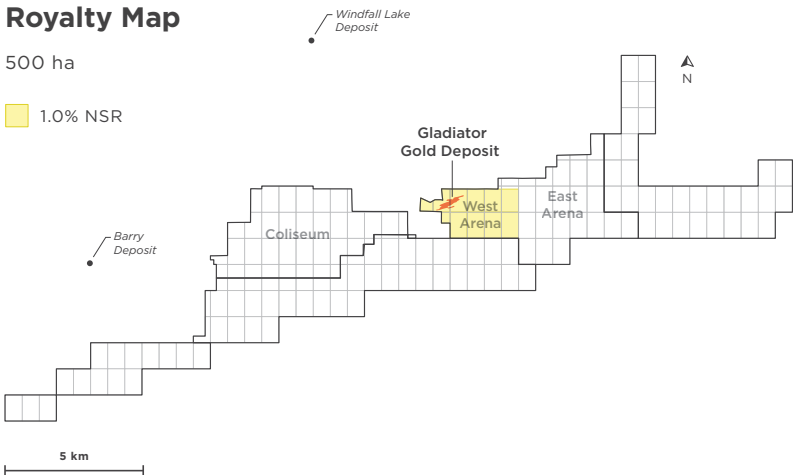 Royalty Map
500 ha
1.0% NSR
Windfall Lake
Deposit
N
Gladiator
Gold Deposit
West
Arena
East
Arena
Coliseum
Barry
Deposit
5 km